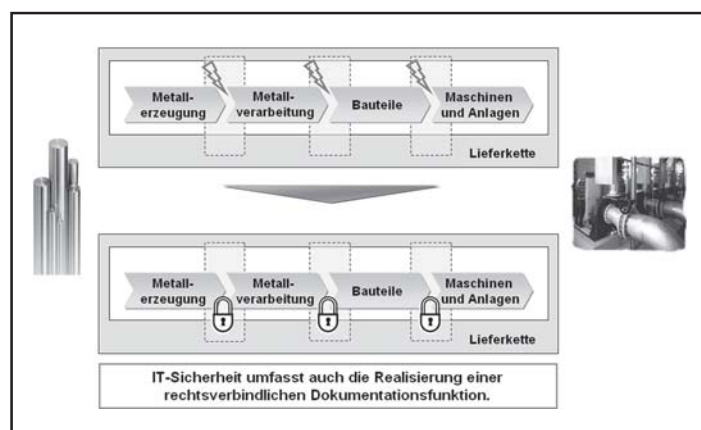 Metall-
erzeugung
Metall-
verarbeitung
Bauteile
Maschinen
und Anlagen
Lieferkette
Metall-
erzeugung
Metall-
verarbeitung
Bauteile
Maschinen
und Anlagen
Lieferkette
IT-Sicherheit umfasst auch die Realisierung einer
rechtsverbindlichen Dokumentationsfunktion.